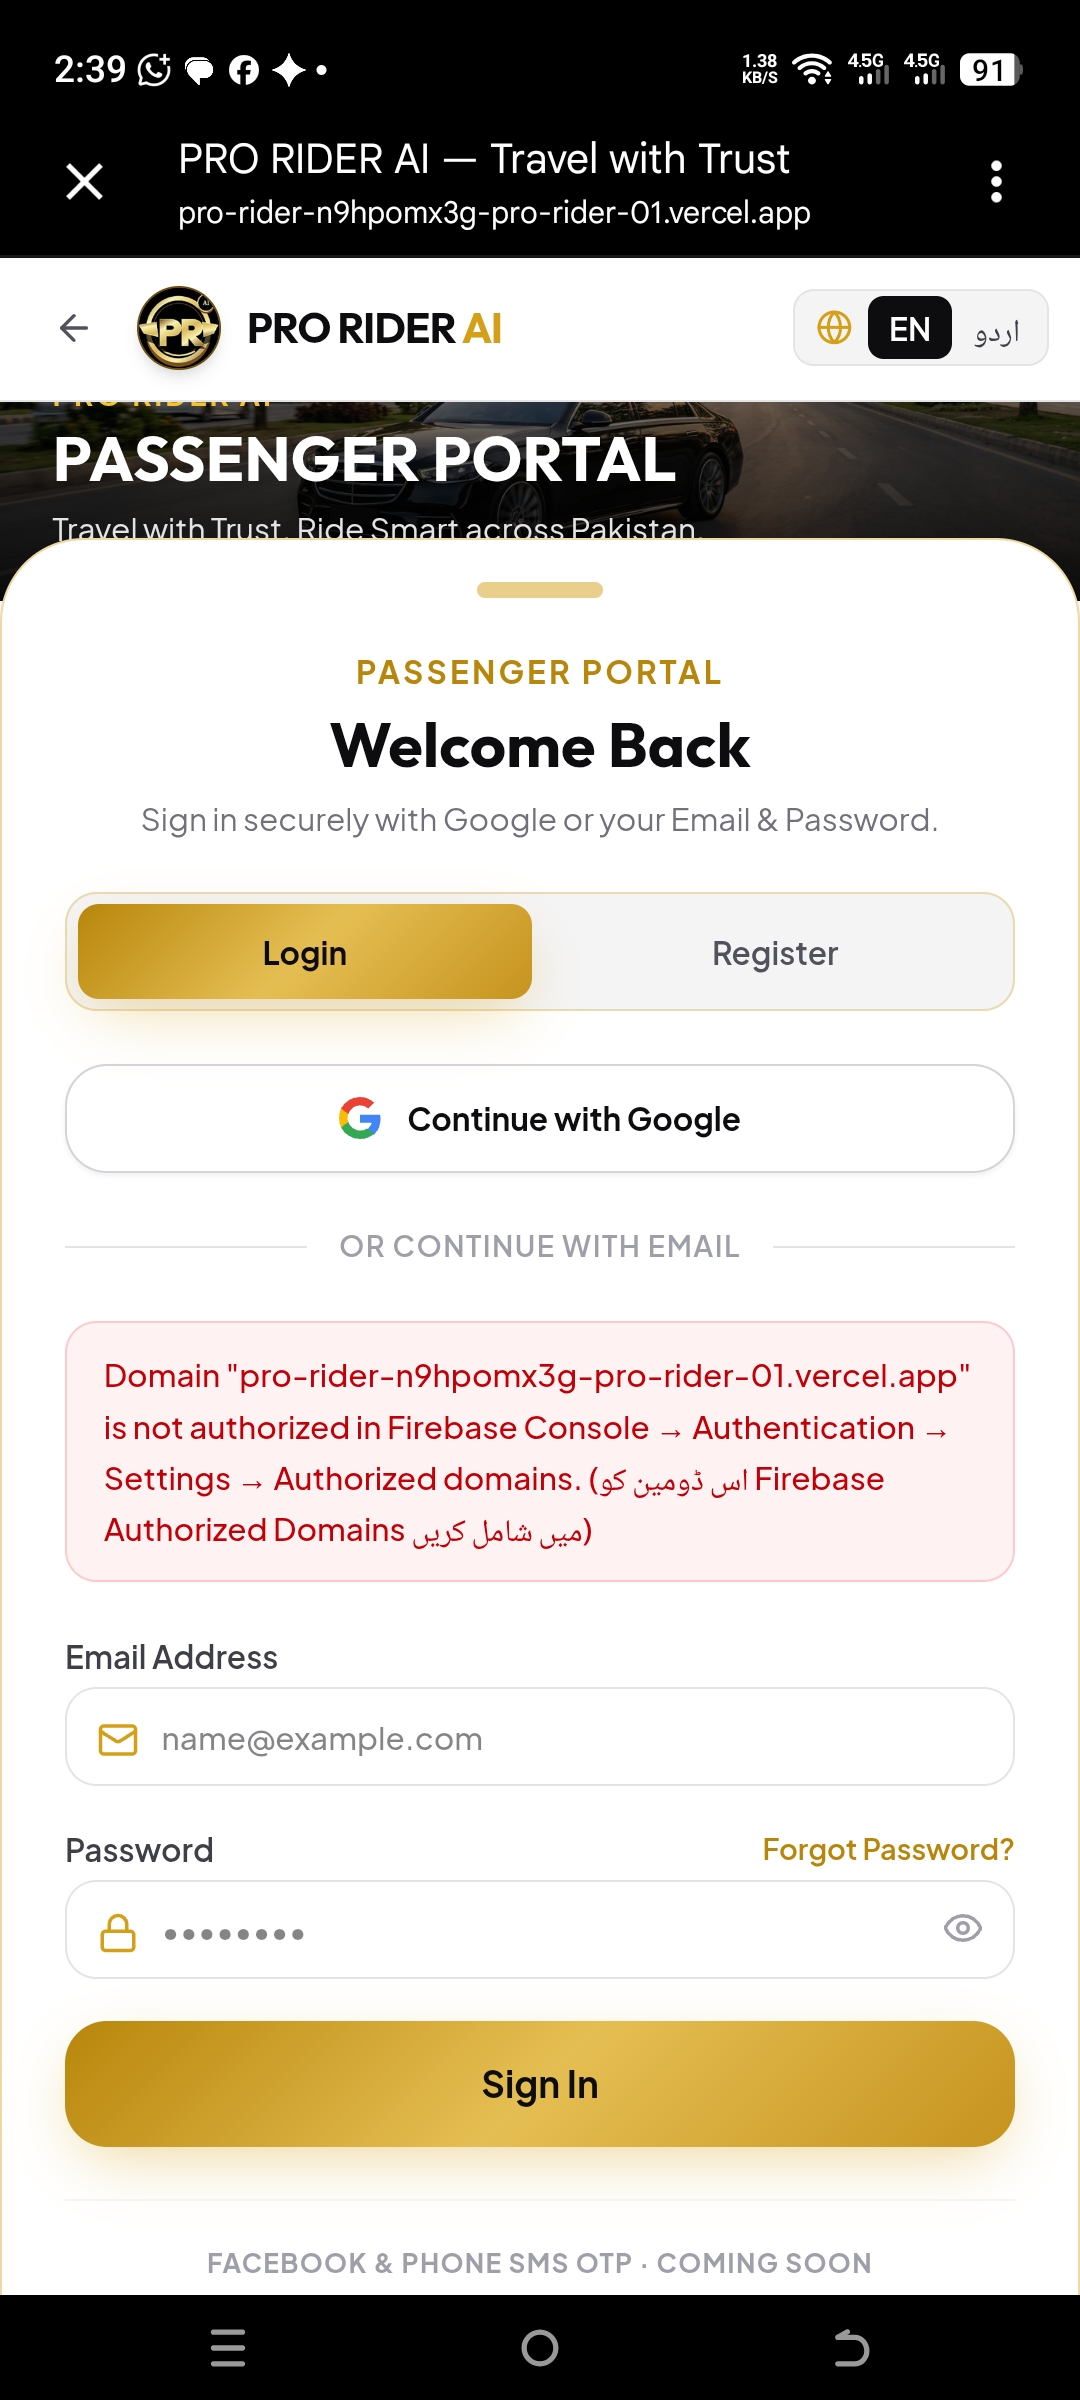 2:39
1.38 KB/S
4.5G
4.5G
91
PRO RIDER AI — Travel with Trust
pro-rider-n9hpomx3g-pro-rider-01.vercel.app
PR AI
PRO RIDER AI
EN
اردو
PRO RIDER AI
PASSENGER PORTAL
Travel with Trust. Ride Smart across Pakistan.
PASSENGER PORTAL
Welcome Back
Sign in securely with Google or your Email & Password.
Login
Register
Continue with Google
OR CONTINUE WITH EMAIL
Domain "pro-rider-n9hpomx3g-pro-rider-01.vercel.app"
is not authorized in Firebase Console → Authentication →
Settings → Authorized domains. (اس ڈومین کو Firebase
Authorized Domains میں شامل کریں)
Email Address
name@example.com
Password
Forgot Password?
••••••••
Sign In
FACEBOOK & PHONE SMS OTP · COMING SOON